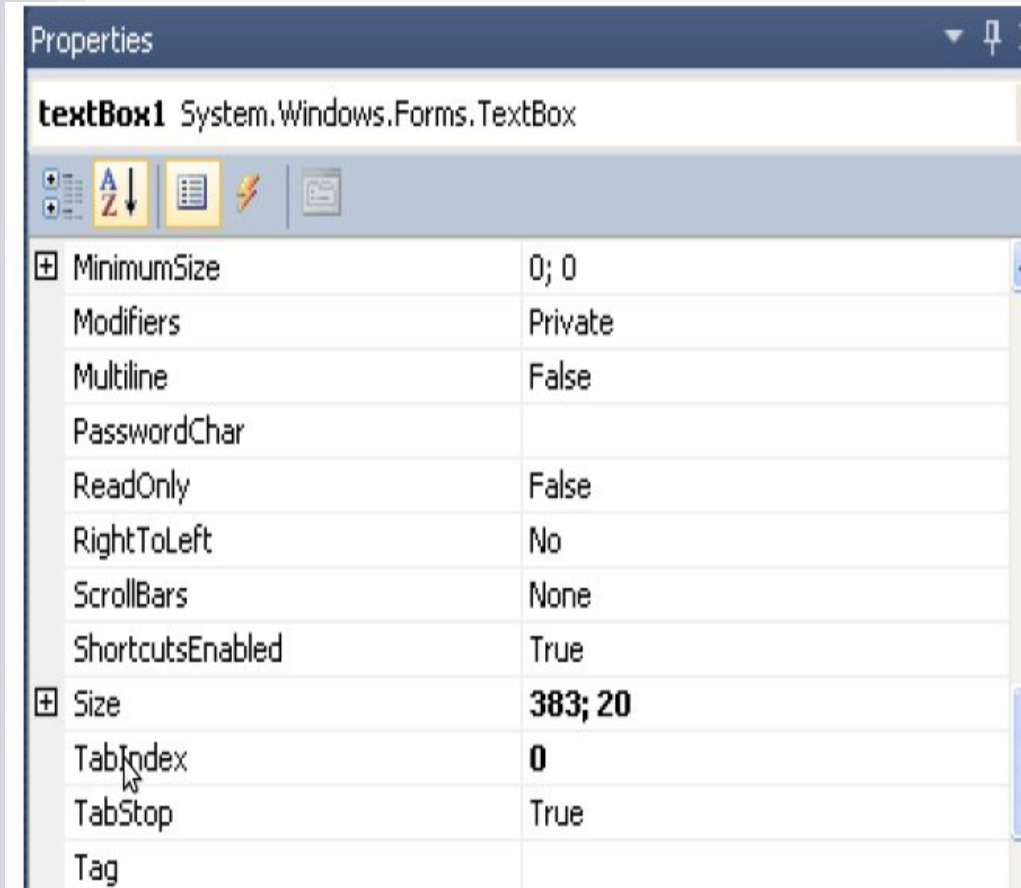 Properties
textBox1 System.Windows.Forms.TextBox
A Z
MinimumSize 0; 0
Modifiers Private
Multiline False
PasswordChar
ReadOnly False
RightToLeft No
ScrollBars None
ShortcutsEnabled True
Size 383; 20
TabIndex 0
TabStop True
Tag